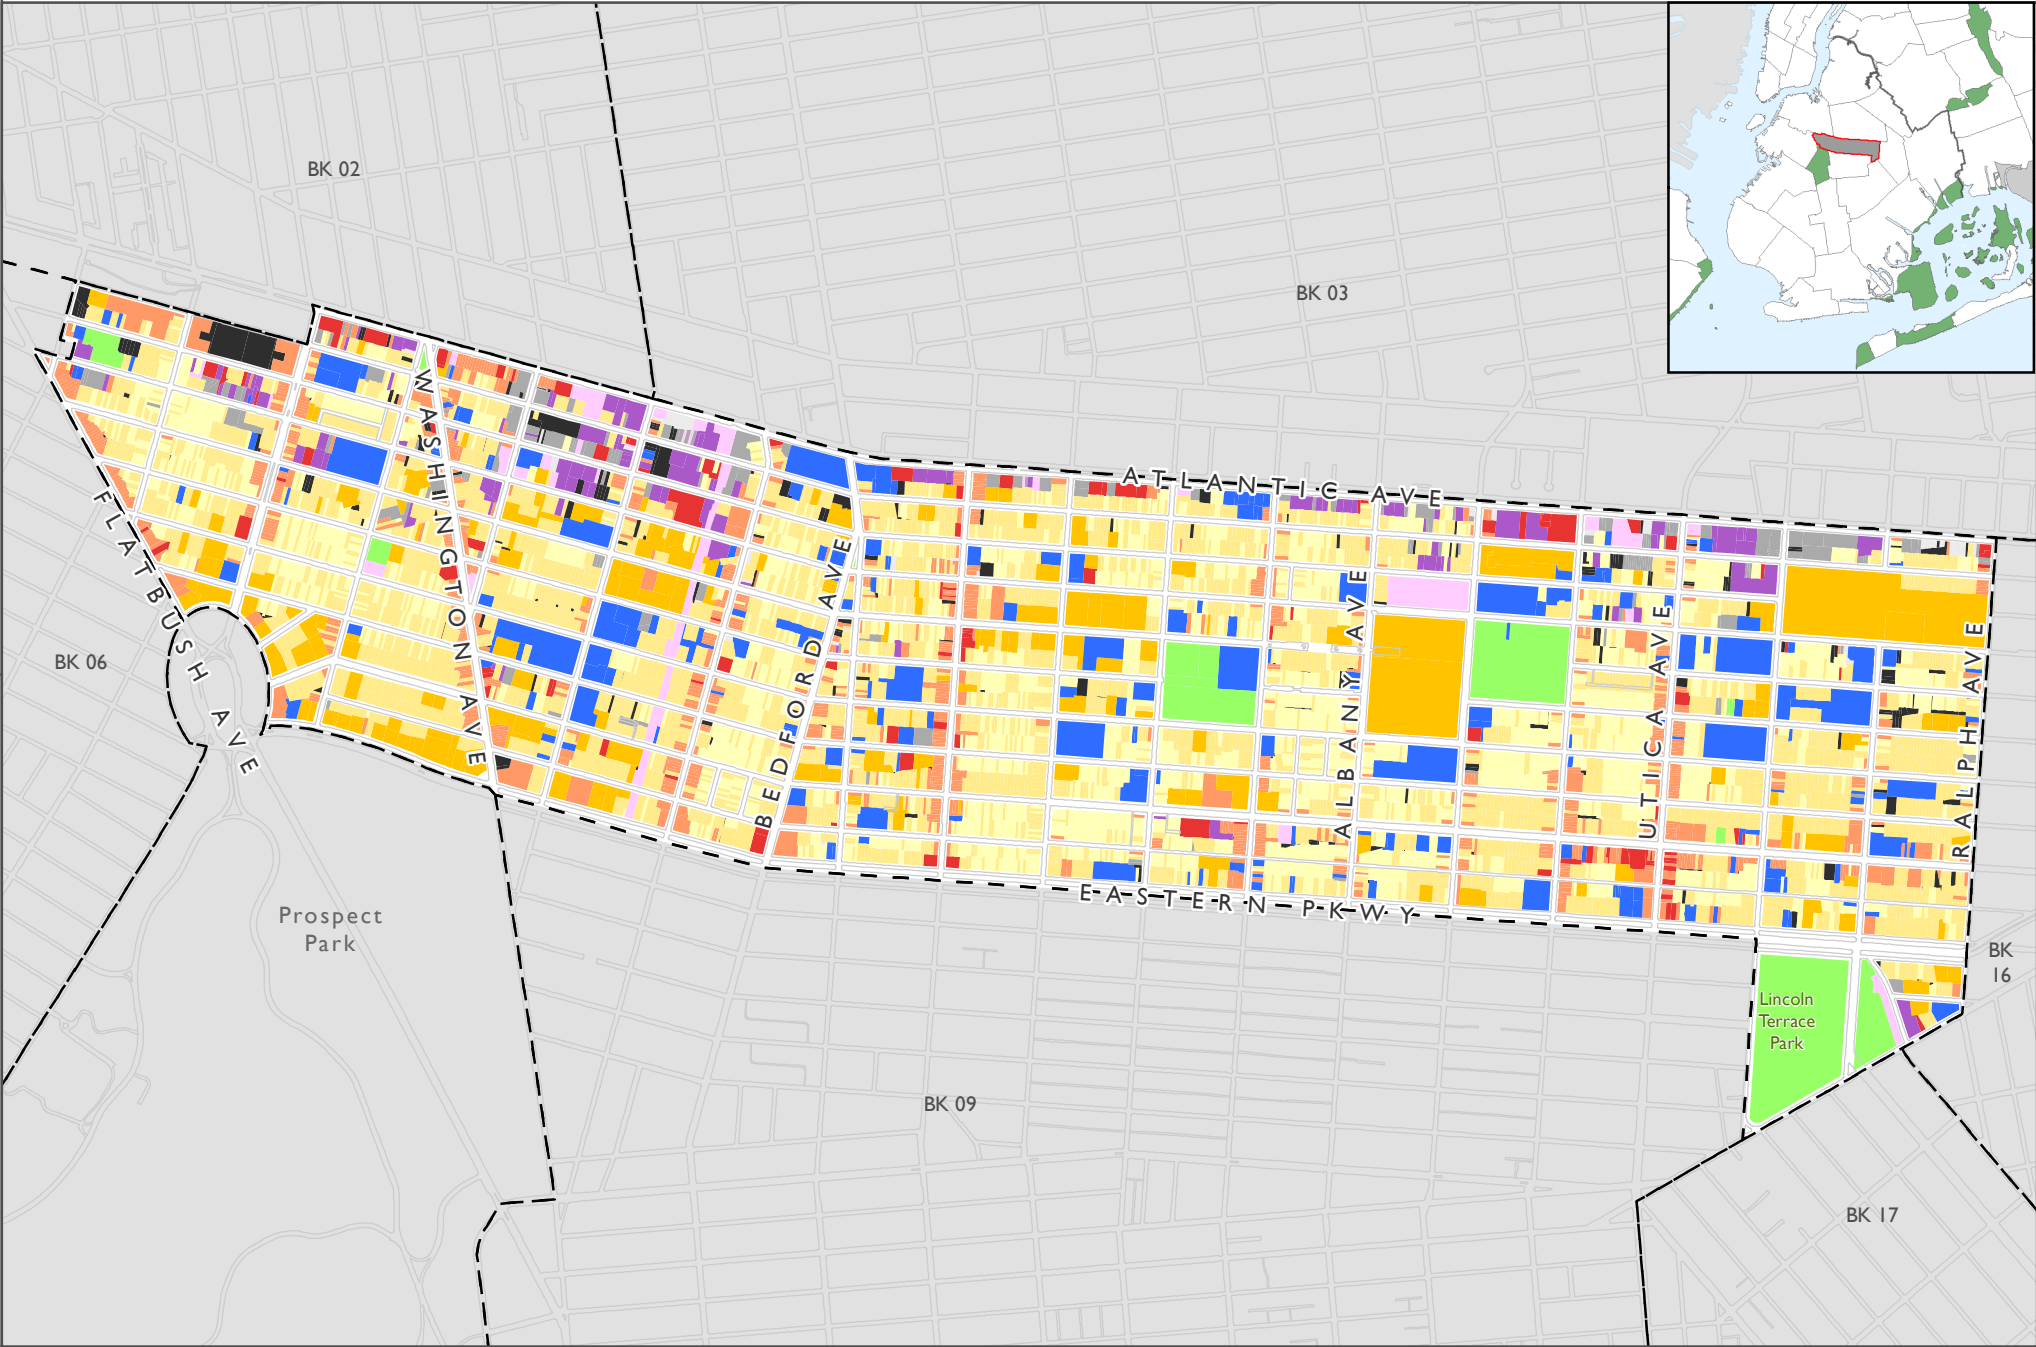 BK 02
BK 03
ATLANTIC AVE
WASHINGTON AVE
FLATBUSH AVE
BEDFORD AVE
ALBANY AVE
UTICA AVE
RALPH AVE
BK 06
EASTERN PKWY
Prospect
Park
BK
16
Lincoln
Terrace
Park
BK 09
BK 17